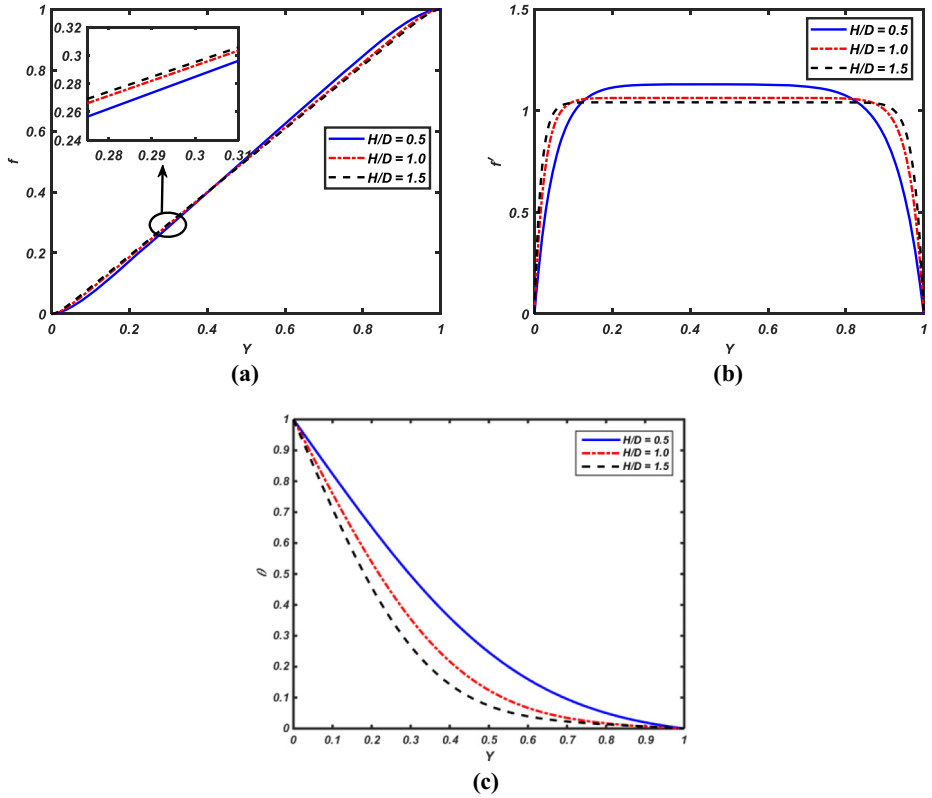 1
0.8
0.6
0.4
0.2
0
f
0.32
0.3
0.28
0.26
0.24
0.28 0.29 0.3 0.31
H/D = 0.5
H/D = 1.0
H/D = 1.5
0 0.2 0.4 0.6 0.8 1
Y
(a)
1.5
1
0.5
0
f'
H/D = 0.5
H/D = 1.0
H/D = 1.5
0 0.2 0.4 0.6 0.8 1
Y
(b)
1
0.9
0.8
0.7
0.6
0.5
0.4
0.3
0.2
0.1
0
θ
H/D = 0.5
H/D = 1.0
H/D = 1.5
0 0.1 0.2 0.3 0.4 0.5 0.6 0.7 0.8 0.9 1
Y
(c)